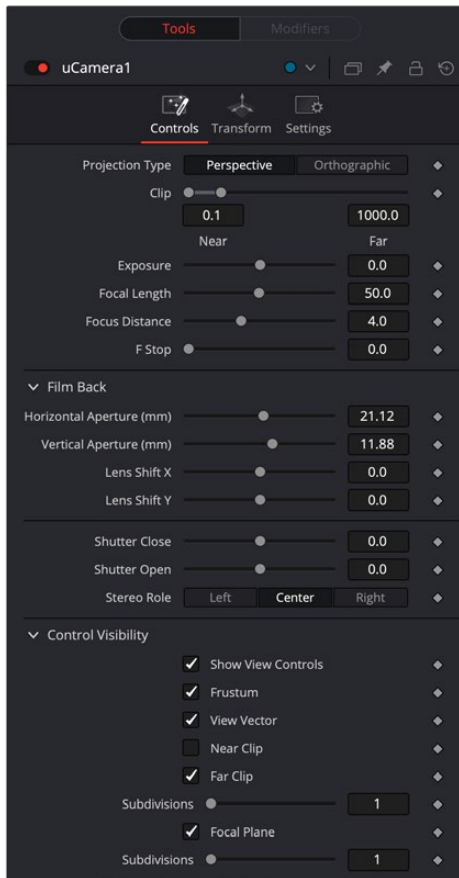 Tools Modifiers
uCamera1
Controls Transform Settings
Projection Type Perspective Orthographic
Clip
0.1 1000.0
Near Far
Exposure 0.0
Focal Length 50.0
Focus Distance 4.0
F Stop 0.0
Film Back
Horizontal Aperture (mm) 21.12
Vertical Aperture (mm) 11.88
Lens Shift X 0.0
Lens Shift Y 0.0
Shutter Close 0.0
Shutter Open 0.0
Stereo Role Left Center Right
Control Visibility
Show View Controls
Frustum
View Vector
Near Clip
Far Clip
Subdivisions 1
Focal Plane
Subdivisions 1